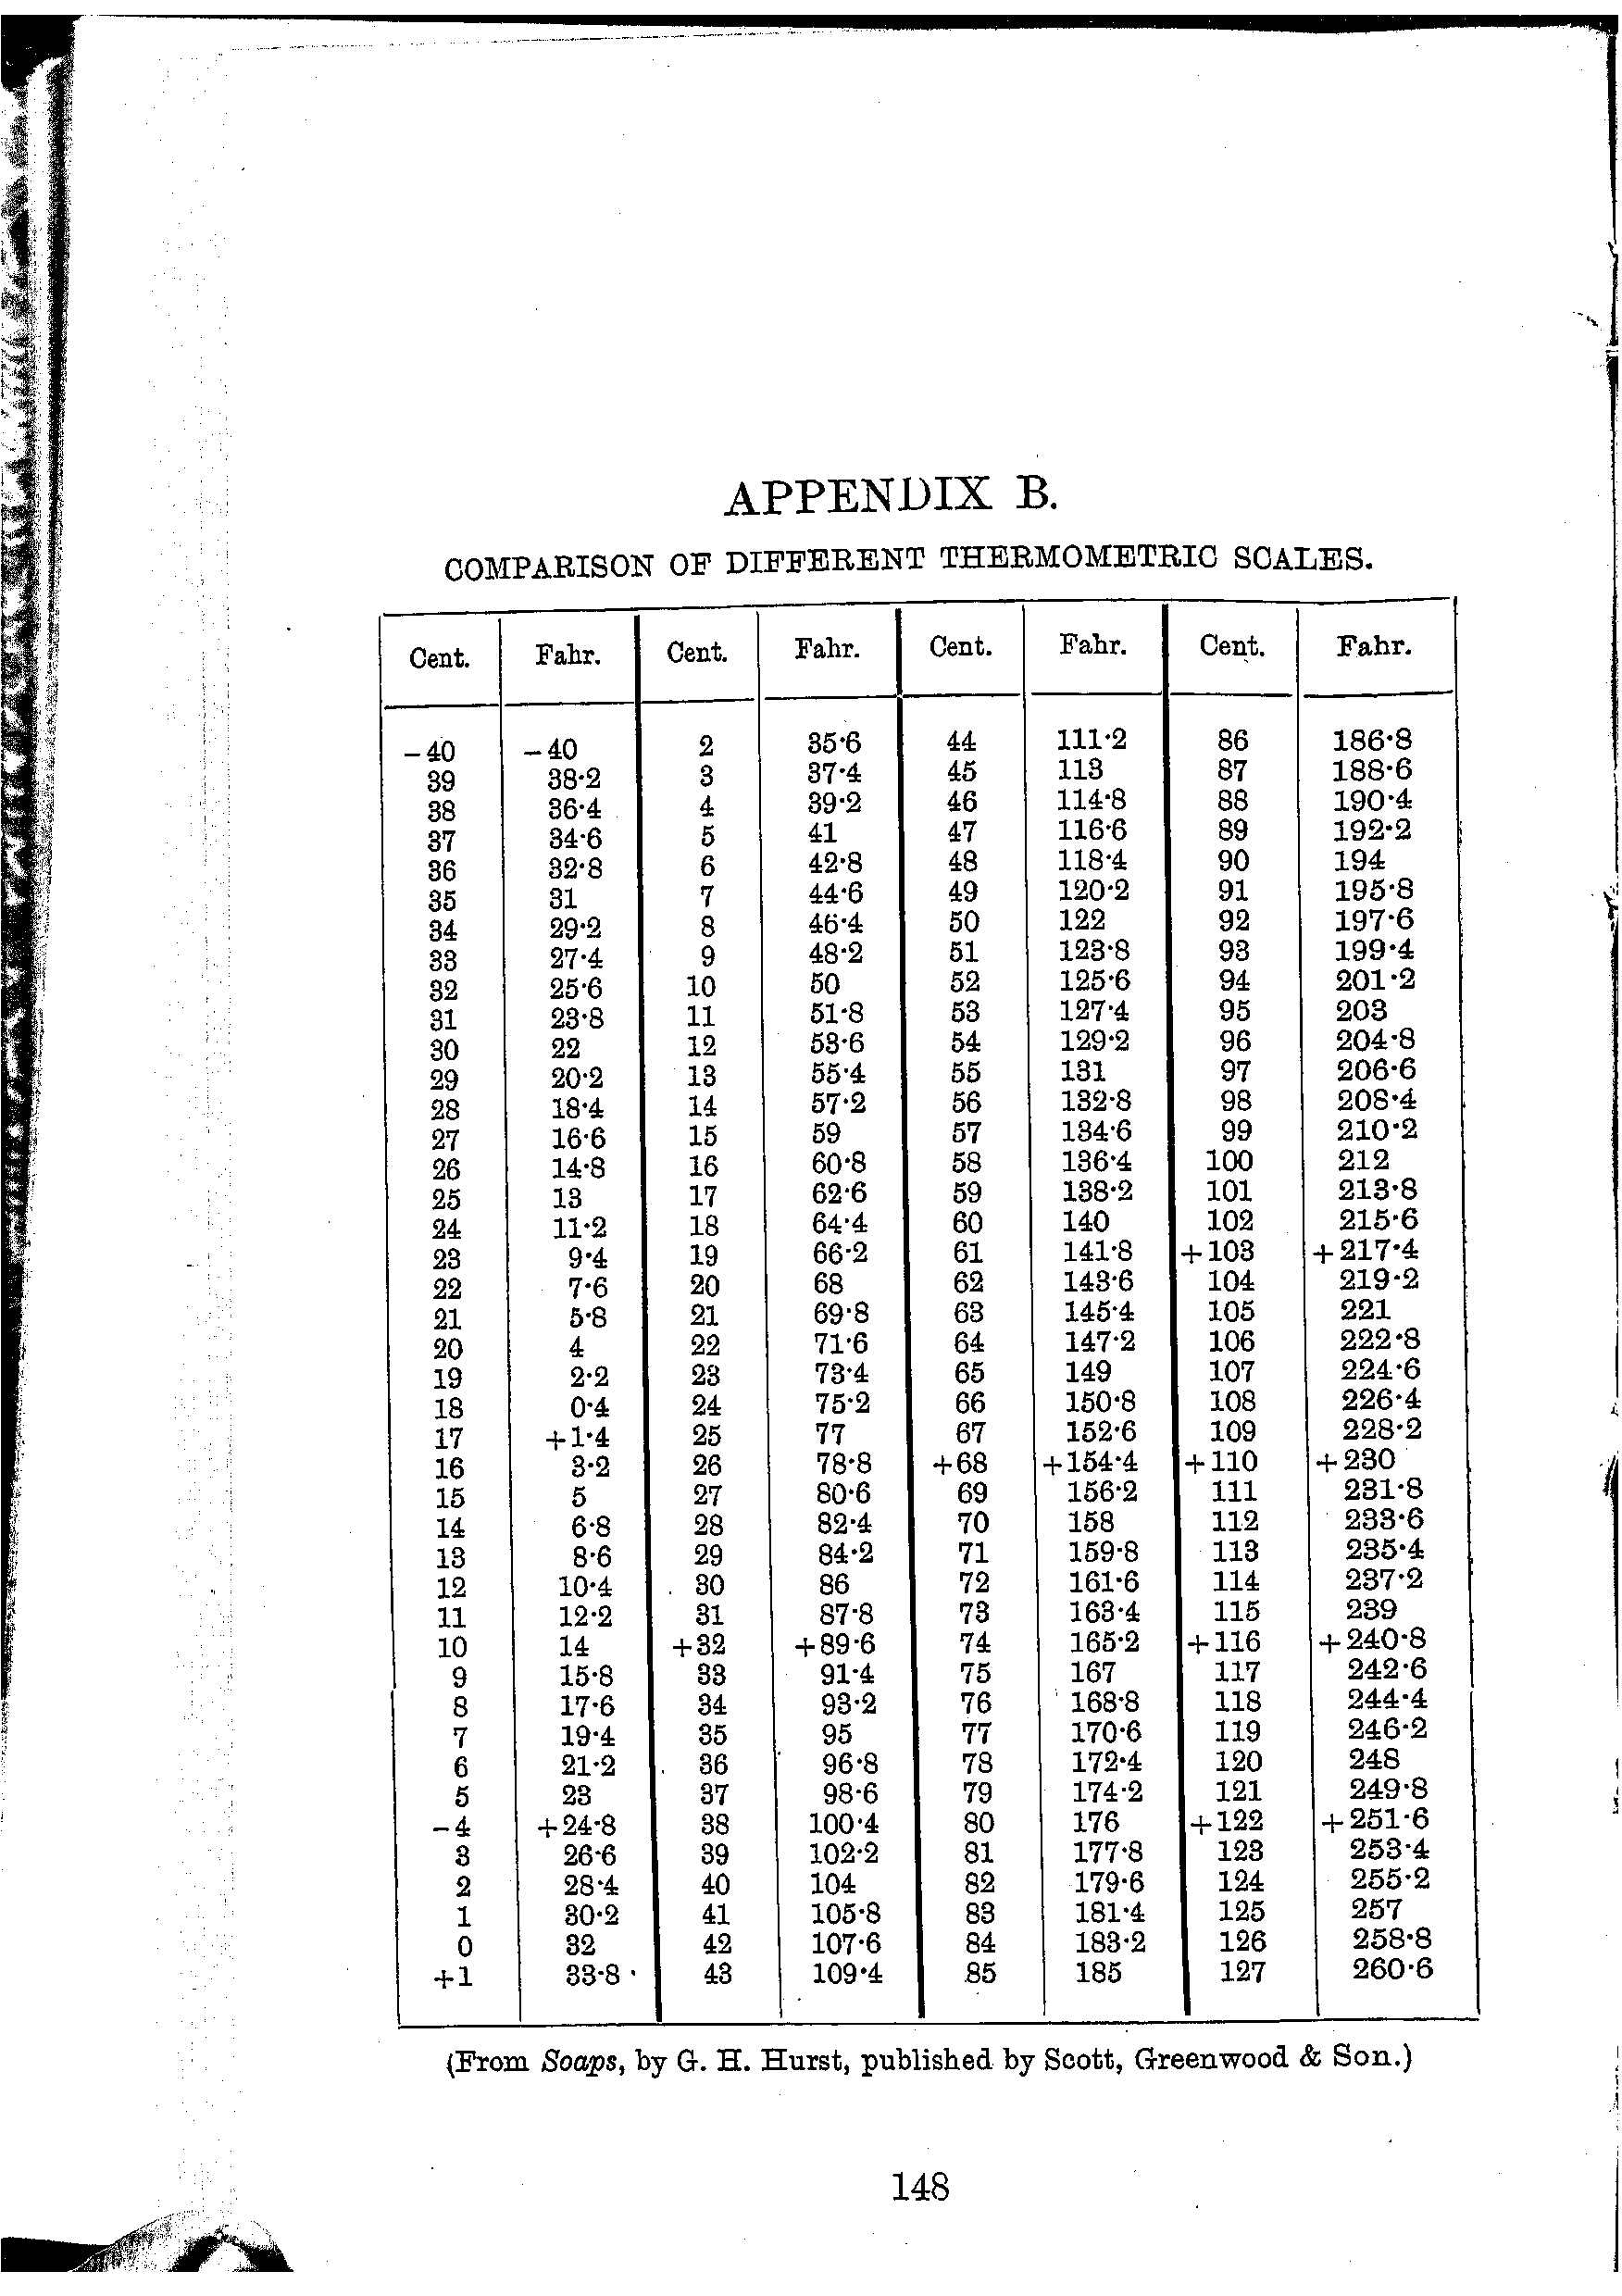 APPENDIX B.
COMPARISON OF DIFFERENT THERMOMETRIC SCALES.
Cent. Fahr. Cent. Fahr. Cent. Fahr. Cent. Fahr.
-40 -40 2 35·6 44 111·2 86 186·8
39 38·2 3 37·4 45 113 87 188·6
38 36·4 4 39·2 46 114·8 88 190·4
37 34·6 5 41 47 116·6 89 192·2
36 32·8 6 42·8 48 118·4 90 194
35 31 7 44·6 49 120·2 91 195·8
34 29·2 8 46·4 50 122 92 197·6
33 27·4 9 48·2 51 123·8 93 199·4
32 25·6 10 50 52 125·6 94 201·2
31 23·8 11 51·8 53 127·4 95 203
30 22 12 53·6 54 129·2 96 204·8
29 20·2 13 55·4 55 131 97 206·6
28 18·4 14 57·2 56 132·8 98 208·4
27 16·6 15 59 57 134·6 99 210·2
26 14·8 16 60·8 58 136·4 100 212
25 13 17 62·6 59 138·2 101 213·8
24 11·2 18 64·4 60 140 102 215·6
23 9·4 19 66·2 61 141·8 +103 +217·4
22 7·6 20 68 62 143·6 104 219·2
21 5·8 21 69·8 63 145·4 105 221
20 4 22 71·6 64 147·2 106 222·8
19 2·2 23 73·4 65 149 107 224·6
18 0·4 24 75·2 66 150·8 108 226·4
17 +1·4 25 77 67 152·6 109 228·2
16 3·2 26 78·8 +68 +154·4 +110 +230
15 5 27 80·6 69 156·2 111 231·8
14 6·8 28 82·4 70 158 112 233·6
13 8·6 29 84·2 71 159·8 113 235·4
12 10·4 30 86 72 161·6 114 237·2
11 12·2 31 87·8 73 163·4 115 239
10 14 +32 +89·6 74 165·2 +116 +240·8
9 15·8 33 91·4 75 167 117 242·6
8 17·6 34 93·2 76 168·8 118 244·4
7 19·4 35 95 77 170·6 119 246·2
6 21·2 36 96·8 78 172·4 120 248
5 23 37 98·6 79 174·2 121 249·8
-4 +24·8 38 100·4 80 176 +122 +251·6
3 26·6 39 102·2 81 177·8 123 253·4
2 28·4 40 104 82 179·6 124 255·2
1 30·2 41 105·8 83 181·4 125 257
0 32 42 107·6 84 183·2 126 258·8
+1 33·8 43 109·4 85 185 127 260·6
(From Soaps, by G. H. Hurst, published by Scott, Greenwood & Son.)
148